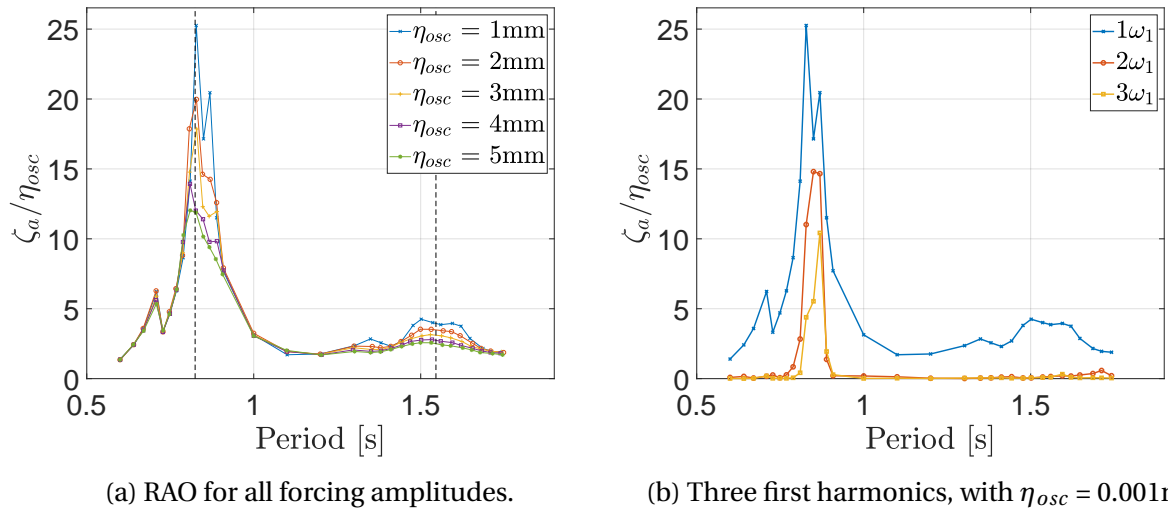 25
20
15
10
5
0
ζa/ηosc
0.5
1
1.5
Period [s]
ηosc = 1mm
ηosc = 2mm
ηosc = 3mm
ηosc = 4mm
ηosc = 5mm
(a) RAO for all forcing amplitudes.
25
20
15
10
5
0
ζa/ηosc
0.5
1
1.5
Period [s]
1ω1
2ω1
3ω1
(b) Three first harmonics, with ηosc = 0.001